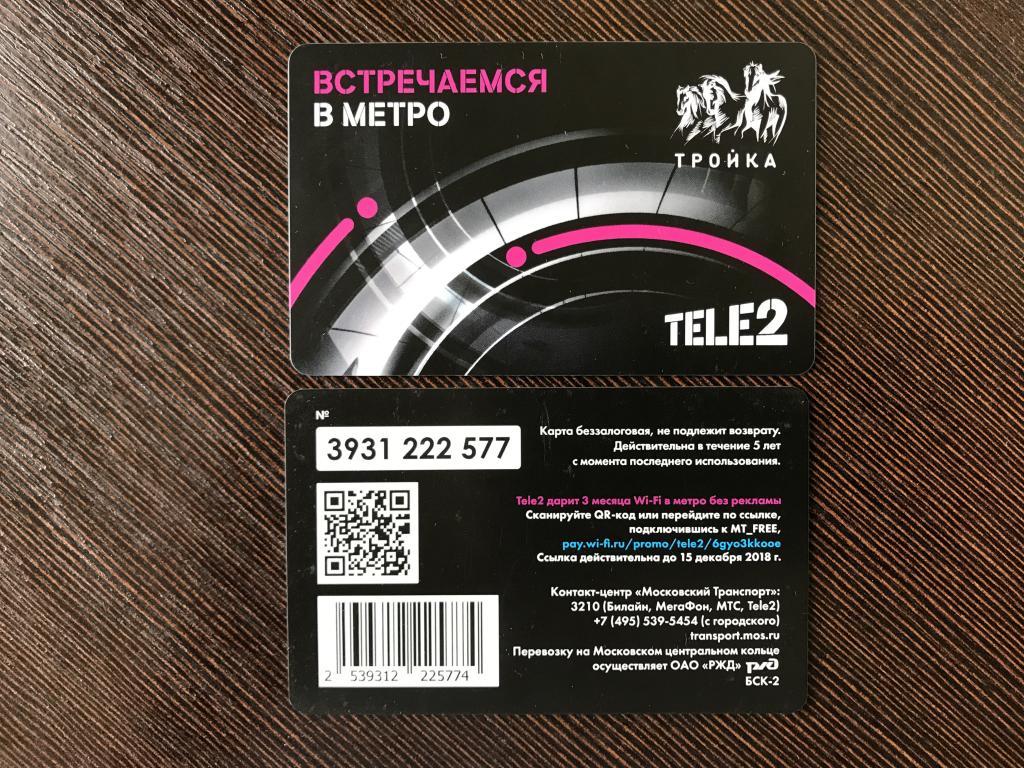 ВСТРЕЧАЕМСЯ
В МЕТРО
ТРОЙКА
TELE2
№
3931 222 577
Карта беззалоговая, не подлежит возврату.
Действительна в течение 5 лет
с момента последнего использования.
Tele2 дарит 3 месяца Wi-Fi в метро без рекламы
Сканируйте QR-код или перейдите по ссылке,
подключившись к MT_FREE,
pay.wi-fi.ru/promo/tele2/6gyo3kkooe
Ссылка действительна до 15 декабря 2018 г.
Контакт-центр «Московский Транспорт»:
3210 (Билайн, МегаФон, МТС, Tele2)
+7 (495) 539-5454 (с городского)
transport.mos.ru
Перевозку на Московском центральном кольце
осуществляет ОАО «РЖД» РЖД
БСК-2
2 539312 225774